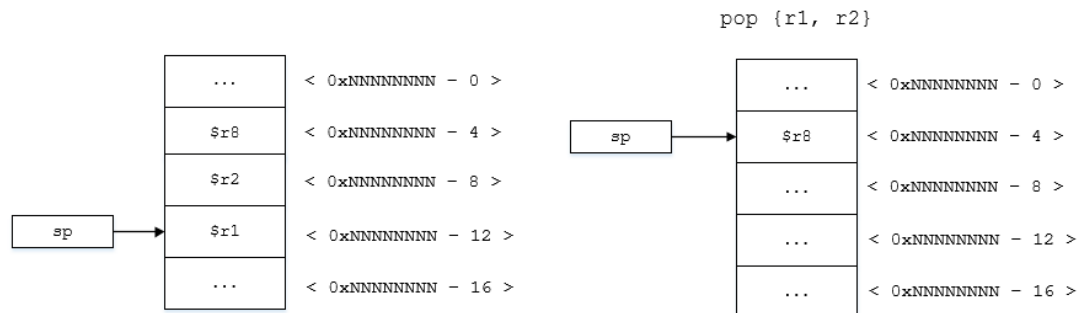 pop {r1, r2}
... < 0xNNNNNNNN - 0 >
$r8 < 0xNNNNNNNN - 4 >
$r2 < 0xNNNNNNNN - 8 >
sp $r1 < 0xNNNNNNNN - 12 >
... < 0xNNNNNNNN - 16 >
... < 0xNNNNNNNN - 0 >
sp $r8 < 0xNNNNNNNN - 4 >
... < 0xNNNNNNNN - 8 >
... < 0xNNNNNNNN - 12 >
... < 0xNNNNNNNN - 16 >